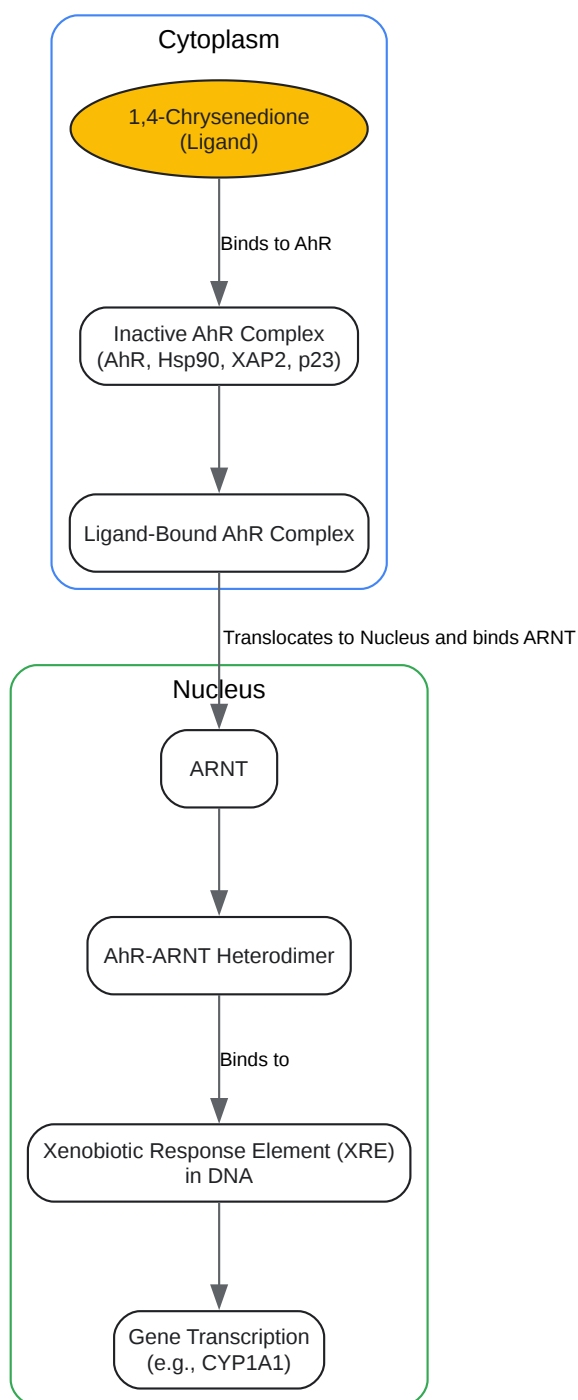 Cytoplasm
1,4-Chrysenedione
(Ligand)
Binds to AhR
Inactive AhR Complex
(AhR, Hsp90, XAP2, p23)
Ligand-Bound AhR Complex
Translocates to Nucleus and binds ARNT
Nucleus
ARNT
AhR-ARNT Heterodimer
Binds to
Xenobiotic Response Element (XRE)
in DNA
Gene Transcription
(e.g., CYP1A1)